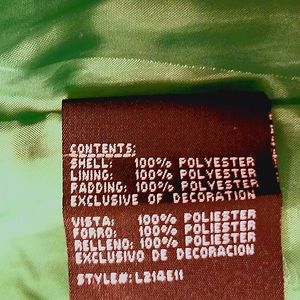 CONTENTS:
SHELL: 100% POLYESTER
LINING: 100% POLYESTER
PADDING: 100% POLYESTER
EXCLUSIVE OF DECORATION
VISTA: 100% POLIESTER
FORRO: 100% POLIESTER
RELLENO: 100% POLIESTER
EXCLUSIVO DE DECORACION
STYLE#: L214E11